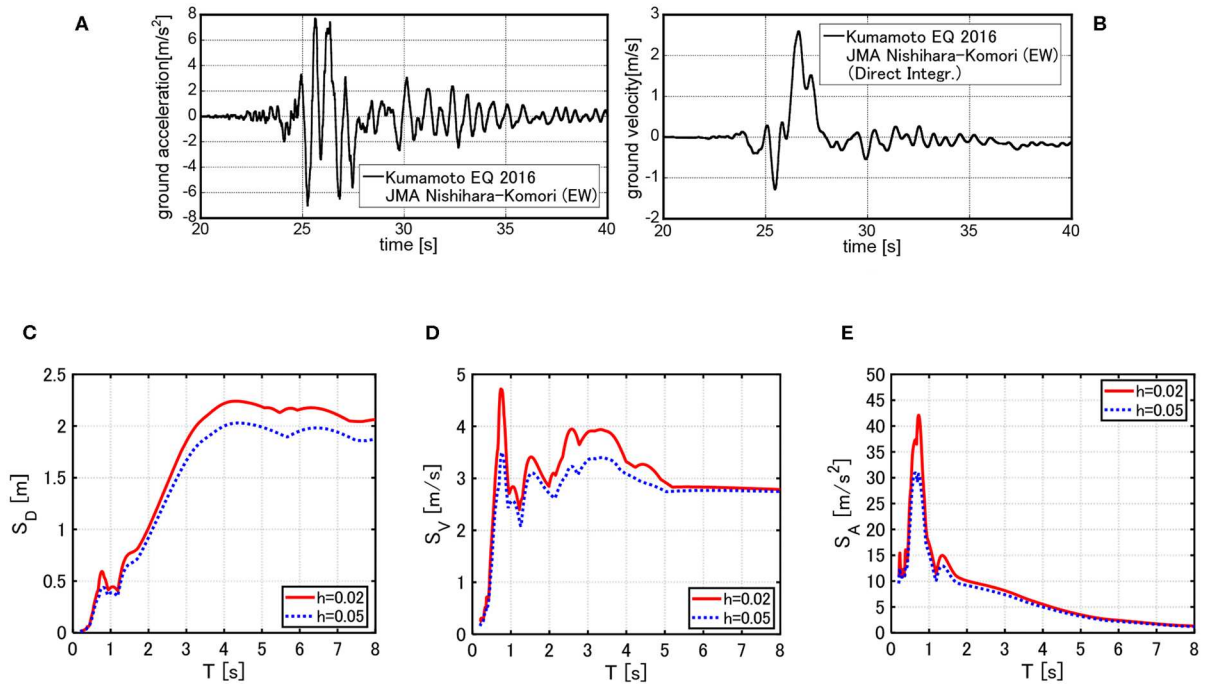 A
ground acceleration[m/s²]
8
6
4
2
0
-2
-4
-6
-8
20
25
30
35
40
time [s]
Kumamoto EQ 2016
JMA Nishihara-Komori (EW)
B
ground velocity[m/s]
3
2
1
0
-1
-2
20
25
30
35
40
time [s]
Kumamoto EQ 2016
JMA Nishihara-Komori (EW)
(Direct Integr.)
C
S_D [m]
2.5
2
1.5
1
0.5
0
0 1 2 3 4 5 6 7 8
T [s]
h=0.02
h=0.05
D
S_V [m/s]
5
4
3
2
1
0
0 1 2 3 4 5 6 7 8
T [s]
h=0.02
h=0.05
E
S_A [m/s²]
50
45
40
35
30
25
20
15
10
5
0
0 1 2 3 4 5 6 7 8
T [s]
h=0.02
h=0.05